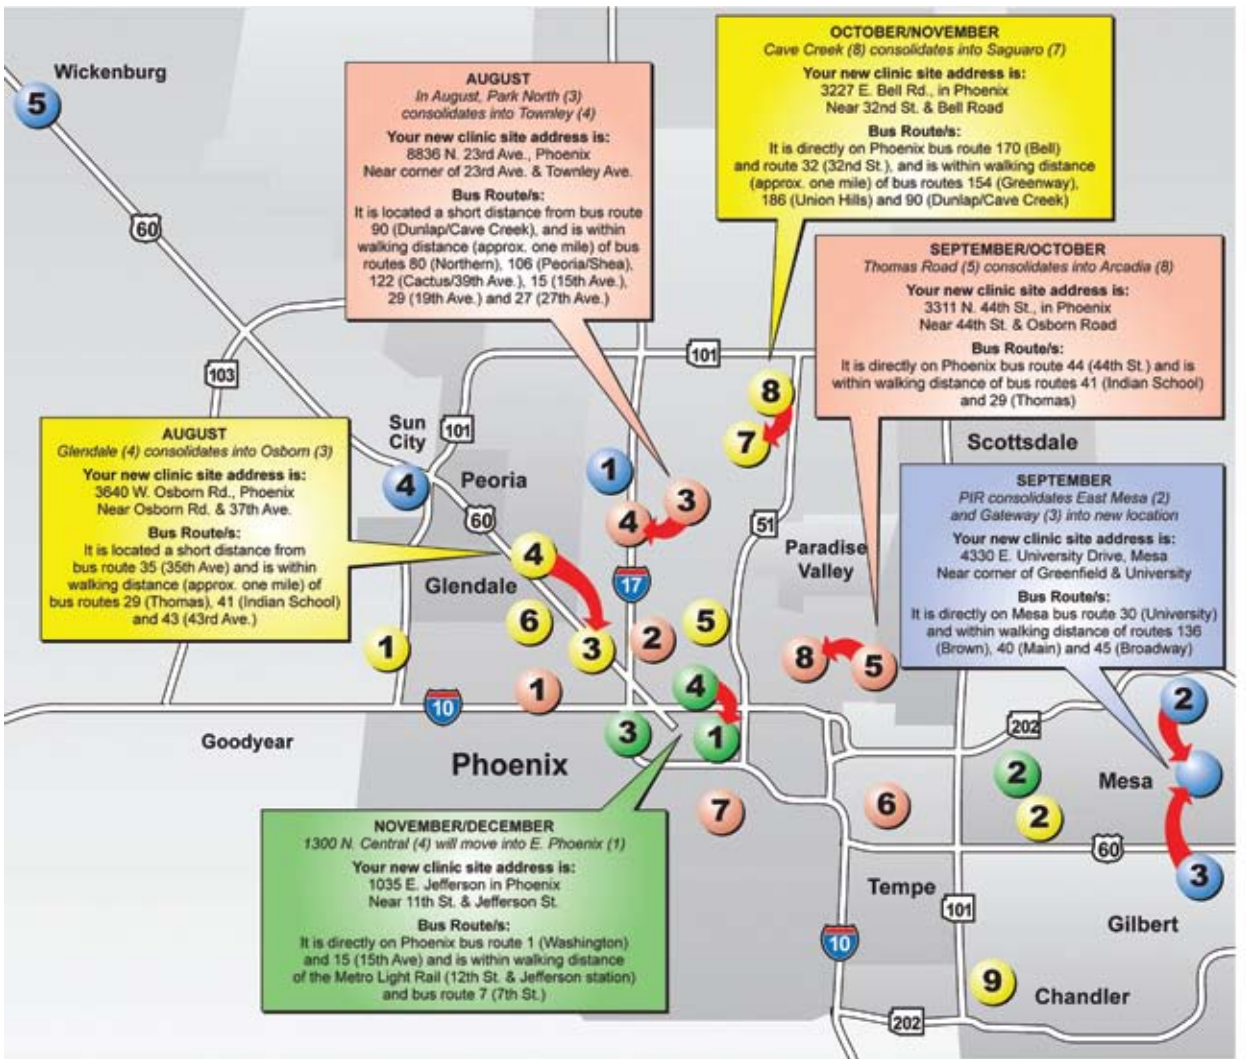 Wickenburg
5
60
103
AUGUST
In August, Park North (3)
consolidates into Townley (4)
Your new clinic site address is:
8836 N. 23rd Ave., Phoenix
Near corner of 23rd Ave. & Townley Ave.
Bus Route/s:
It is located a short distance from bus route
90 (Dunlap/Cave Creek), and is within
walking distance (approx. one mile) of bus
routes 80 (Northern), 106 (Peoria/Shea),
122 (Cactus/39th Ave.), 15 (15th Ave.),
29 (19th Ave.) and 27 (27th Ave.)
OCTOBER/NOVEMBER
Cave Creek (8) consolidates into Saguaro (7)
Your new clinic site address is:
3227 E. Bell Rd., in Phoenix
Near 32nd St. & Bell Road
Bus Route/s:
It is directly on Phoenix bus route 170 (Bell)
and route 32 (32nd St.), and is within walking distance
(approx. one mile) of bus routes 154 (Greenway),
186 (Union Hills) and 90 (Dunlap/Cave Creek)
SEPTEMBER/OCTOBER
Thomas Road (5) consolidates into Arcadia (8)
Your new clinic site address is:
3311 N. 44th St., in Phoenix
Near 44th St. & Osborn Road
Bus Route/s:
It is directly on Phoenix bus route 44 (44th St.) and is
within walking distance of bus routes 41 (Indian School)
and 29 (Thomas)
101
8
7
Sun
City
101
Scottsdale
AUGUST
Glendale (4) consolidates into Osborn (3)
Your new clinic site address is:
3640 W. Osborn Rd., Phoenix
Near Osborn Rd. & 37th Ave.
Bus Route/s:
It is located a short distance from
bus route 35 (35th Ave) and is within
walking distance (approx. one mile) of
bus routes 29 (Thomas), 41 (Indian School)
and 43 (43rd Ave.)
4
Peoria
60
1
3
4
51
Paradise
Valley
SEPTEMBER
PIR consolidates East Mesa (2)
and Gateway (3) into new location
Your new clinic site address is:
4330 E. University Drive, Mesa
Near corner of Greenfield & University
Bus Route/s:
It is directly on Mesa bus route 30 (University)
and within walking distance of routes 136
(Brown), 40 (Main) and 45 (Broadway)
4
Glendale
17
6
1
3
2
5
8
5
1
4
10
2
202
Goodyear
3
1
Phoenix
2
Mesa
7
6
2
60
3
Tempe
101
Gilbert
10
9
Chandler
202
NOVEMBER/DECEMBER
1300 N. Central (4) will move into E. Phoenix (1)
Your new clinic site address is:
1035 E. Jefferson in Phoenix
Near 11th St. & Jefferson St.
Bus Route/s:
It is directly on Phoenix bus route 1 (Washington)
and 15 (15th Ave) and is within walking distance
of the Metro Light Rail (12th St. & Jefferson station)
and bus route 7 (7th St.)